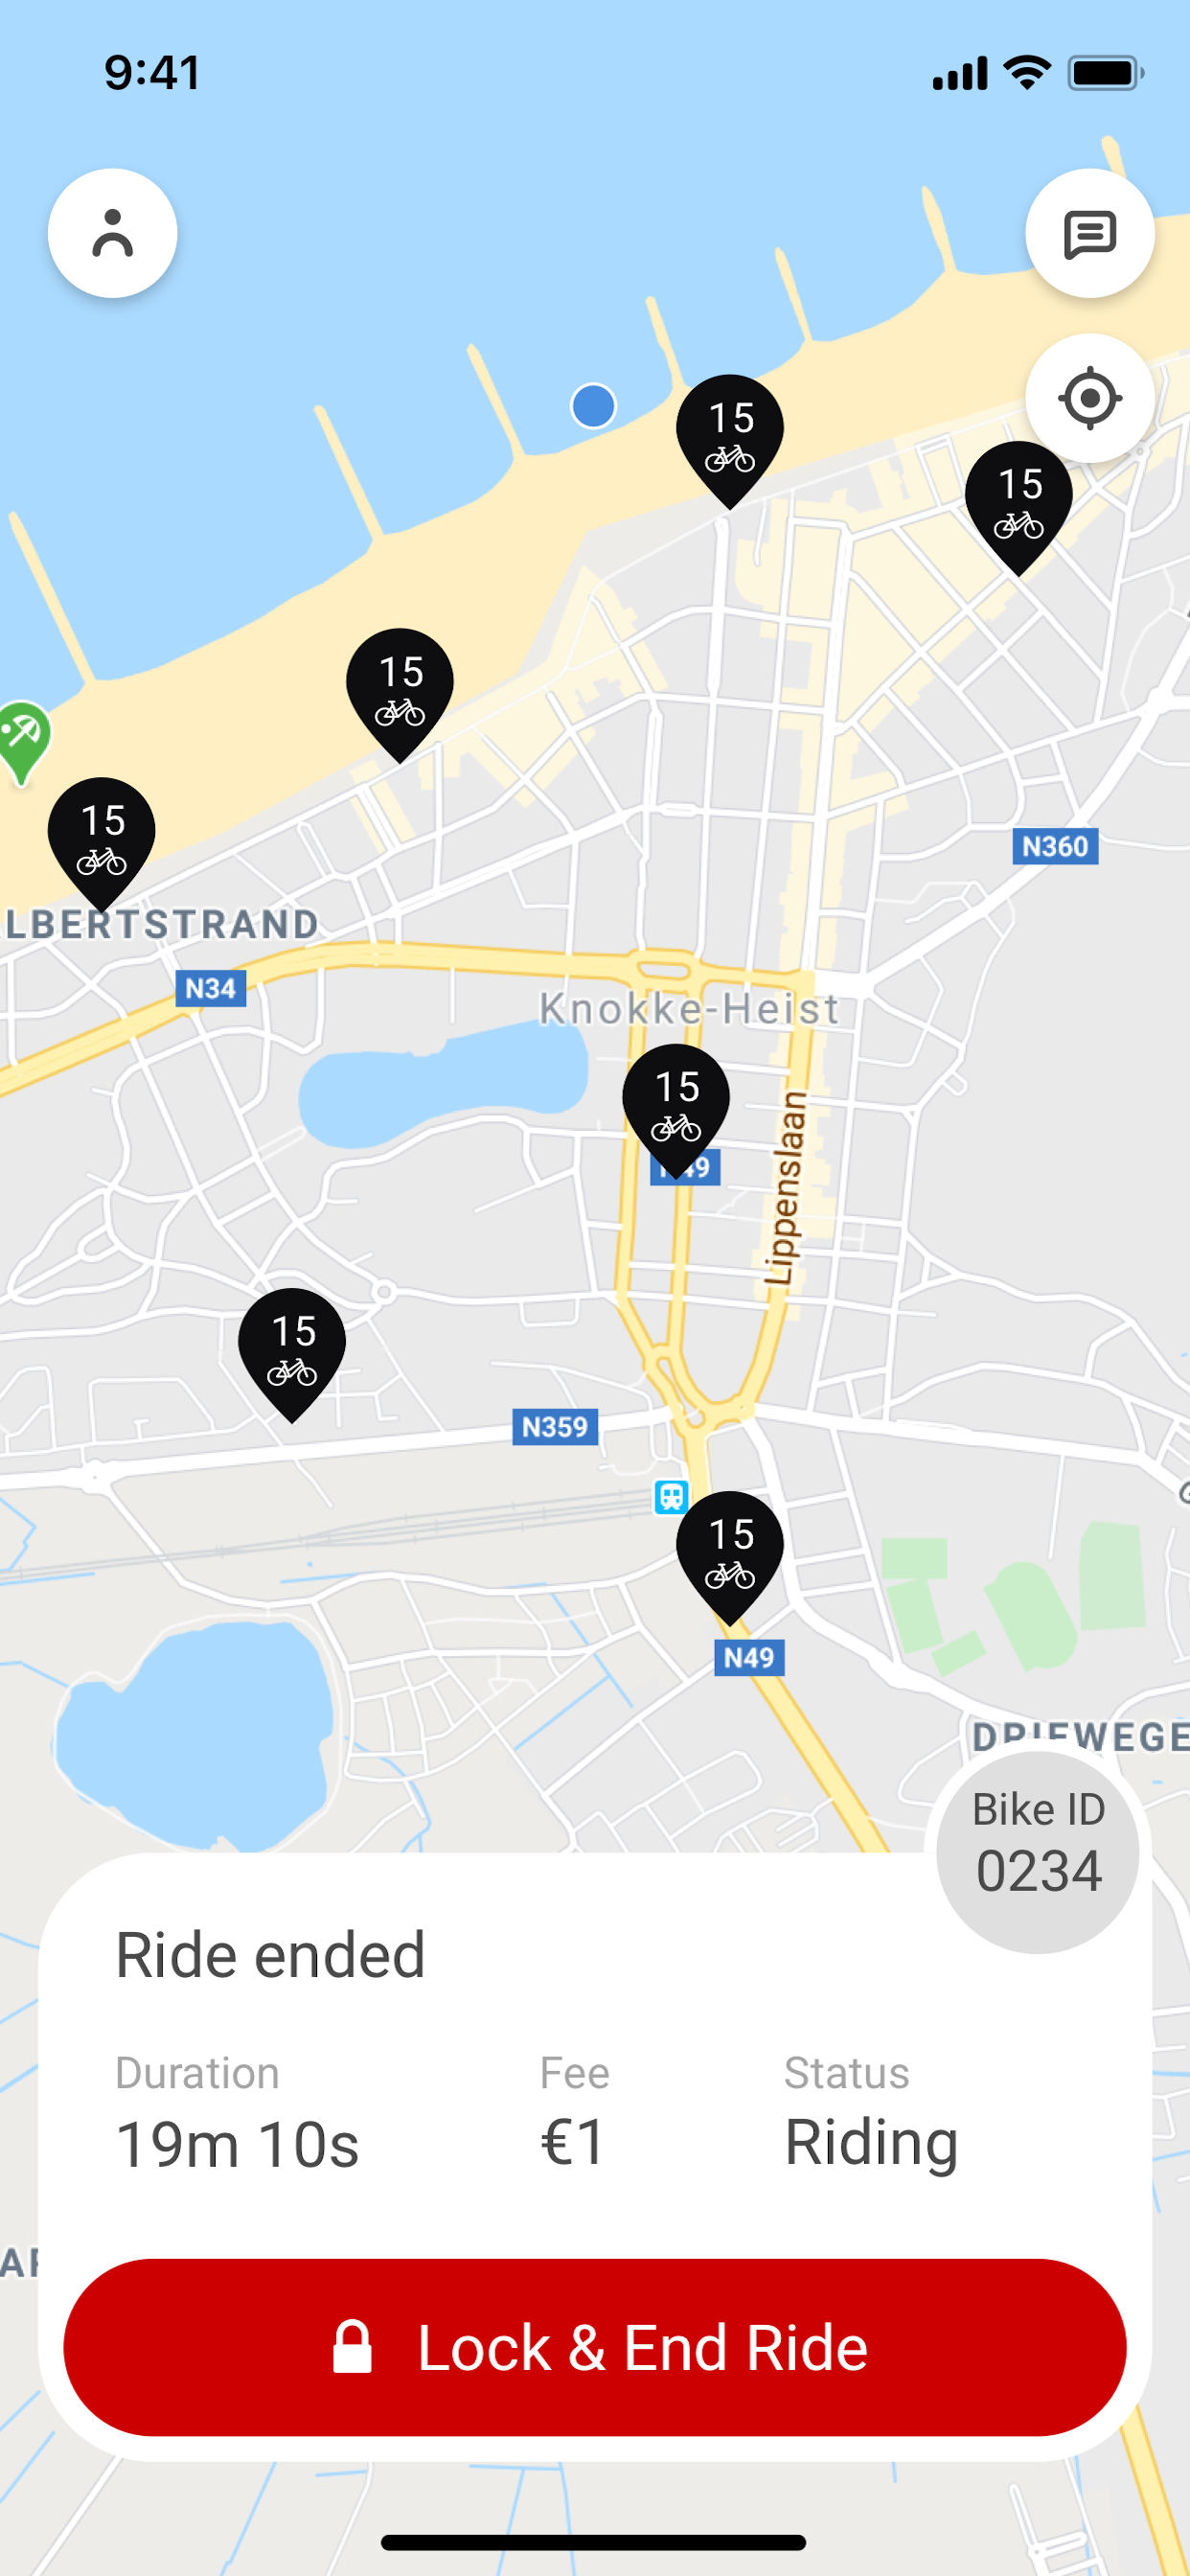 9:41
15
15
15
15
N360
LBERTSTRAND
N34
Knokke-Heist
15
49
Lippenslaan
15
N359
15
N49
DRIEWEGE
Bike ID
0234
Ride ended
Duration
Fee
Status
19m 10s
€1
Riding
Lock & End Ride